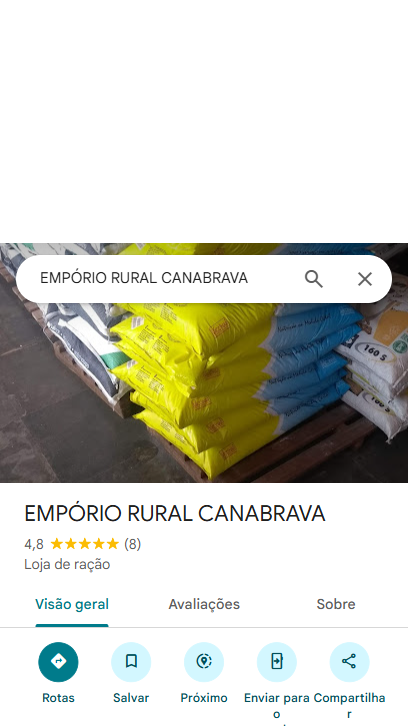 EMPÓRIO RURAL CANABRAVA
160 S
EMPÓRIO RURAL CANABRAVA
4,8 (8)
Loja de ração
Visão geral Avaliações Sobre
Rotas Salvar Próximo Enviar para o Compartilhar